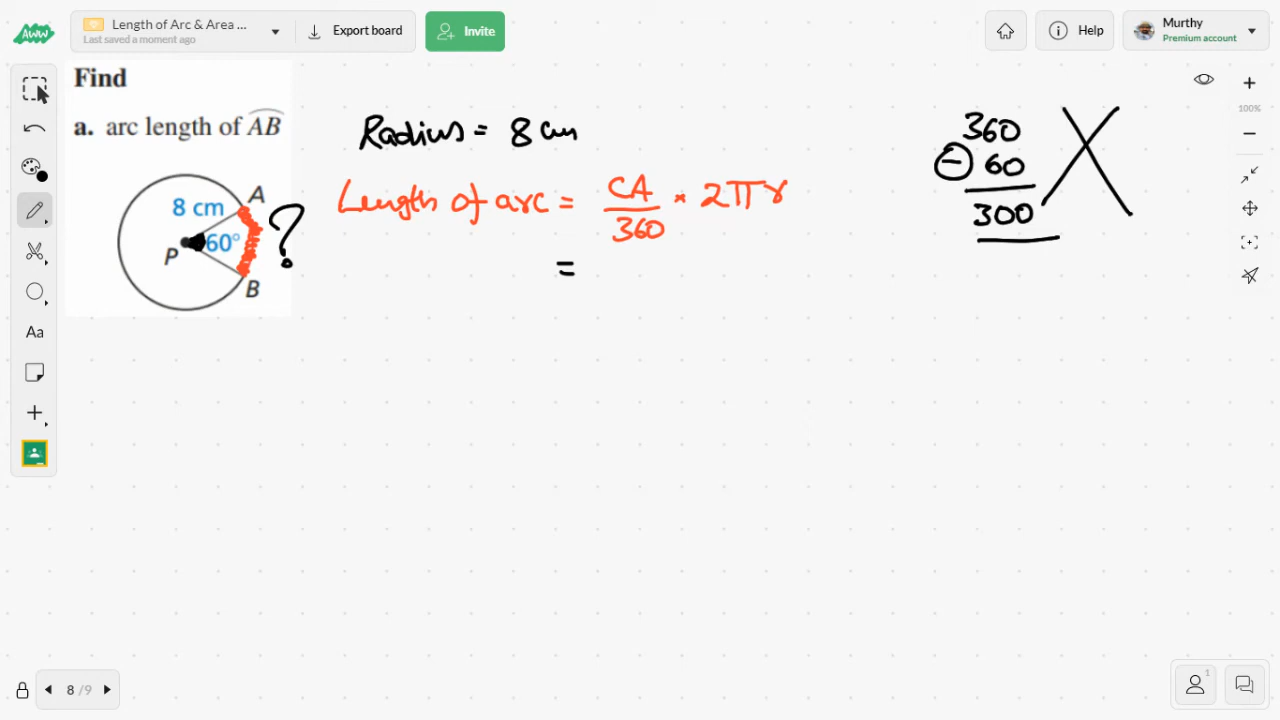 AWW
Length of Arc & Area ...
Last saved a moment ago
Export board
Invite
Help
Murthy
Premium account
Find
a. arc length of AB
8 cm
A
60°
P
B
?
Radius = 8 cm
Length of arc = CA/360 × 2πr
=
360
- 60
300
100%
Aa
8 /9
1